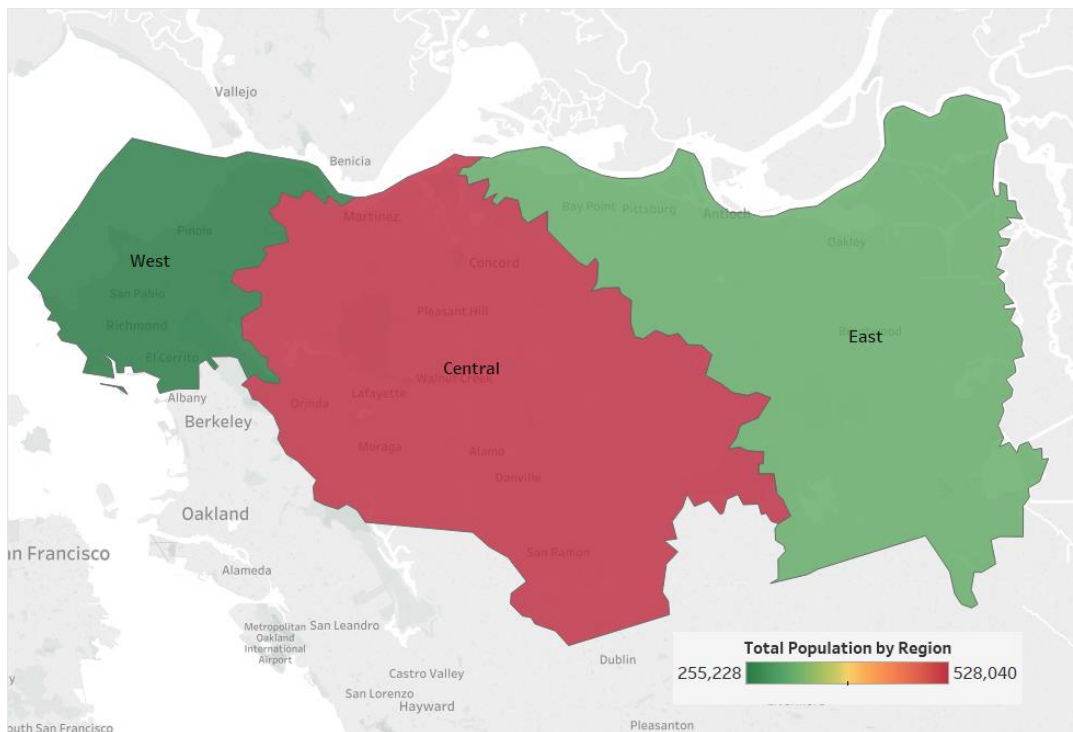 Vallejo
Benicia
Martinez
Bay Point
Pittsburg
Antioch
Pinole
Oakley
West
Concord
San Pablo
Pleasant Hill
Richmond
East
El Cerrito
Central
Walnut Creek
Lafayette
Orinda
Albany
Berkeley
Moraga
Alamo
Danville
Oakland
San Ramon
an Francisco
Alameda
Metropolitan
Oakland
International
Airport
San Leandro
Dublin
Total Population by Region
255,228
528,040
Castro Valley
San Lorenzo
Hayward
Pleasanton
outh San Francisco